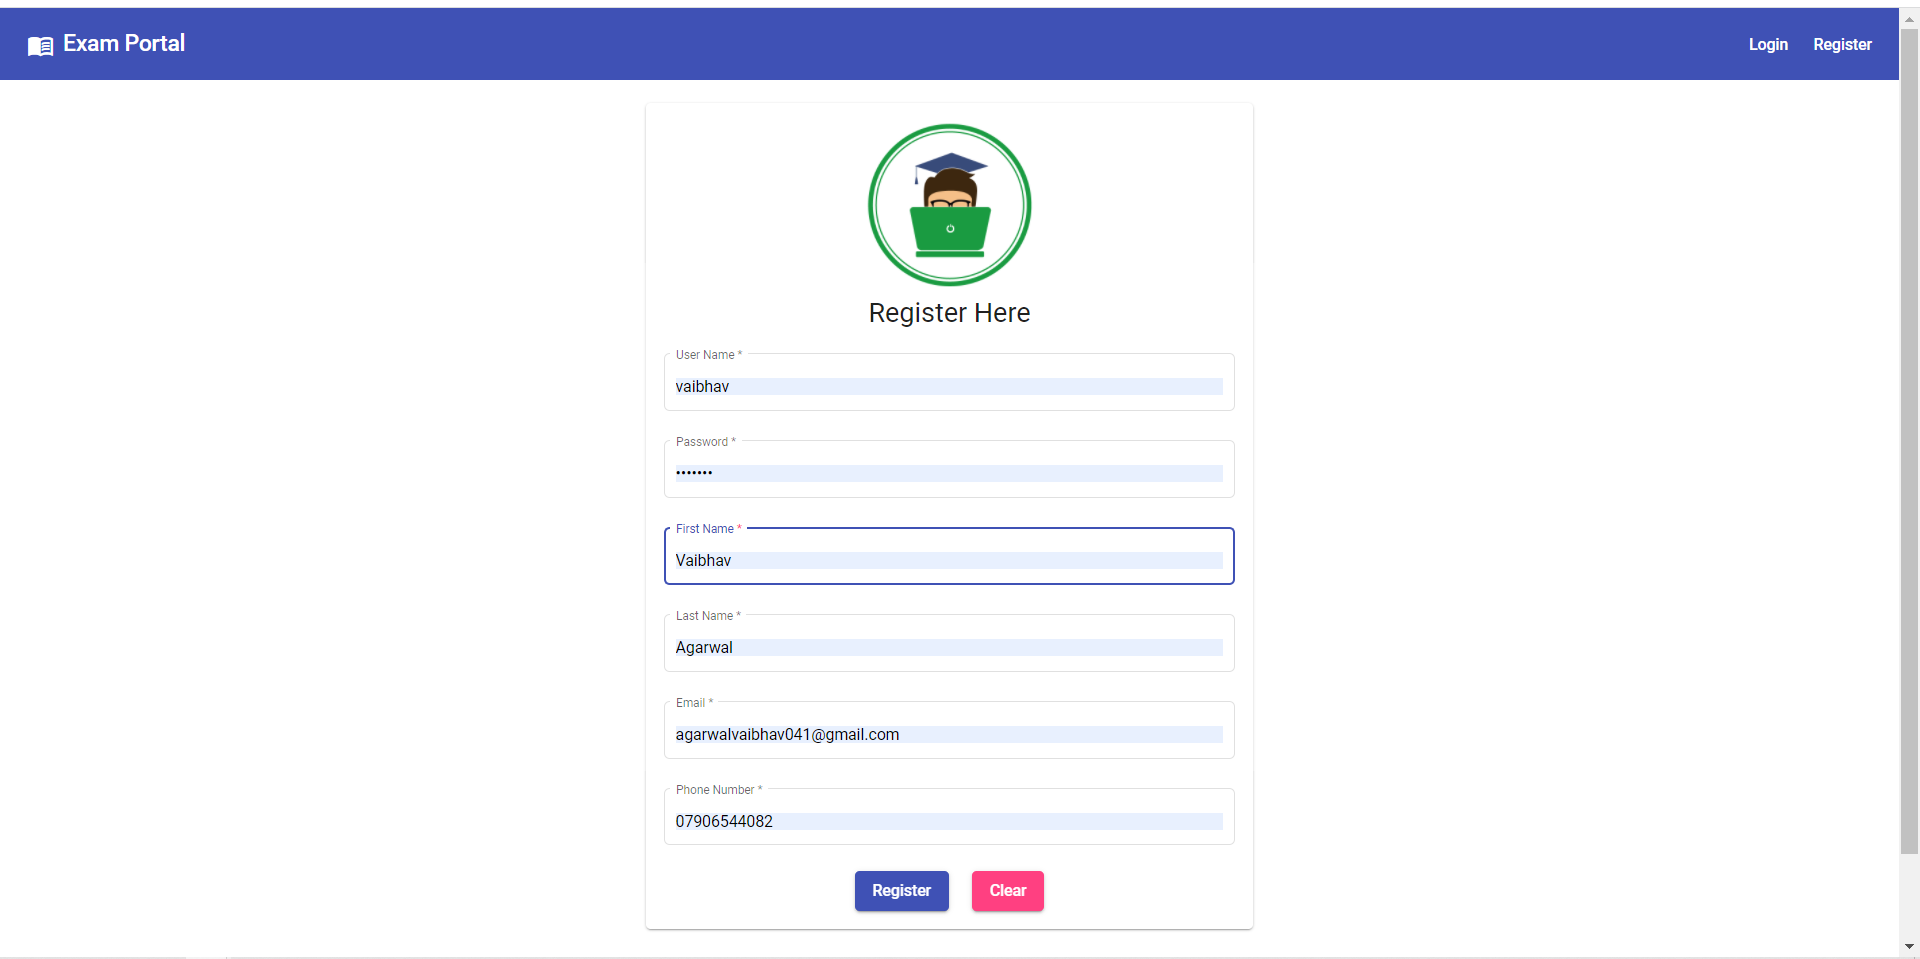 Exam Portal
Login Register
Register Here
User Name *
vaibhav
Password *
•••••••
First Name *
Vaibhav
Last Name *
Agarwal
Email *
agarwalvaibhav041@gmail.com
Phone Number *
07906544082
Register Clear